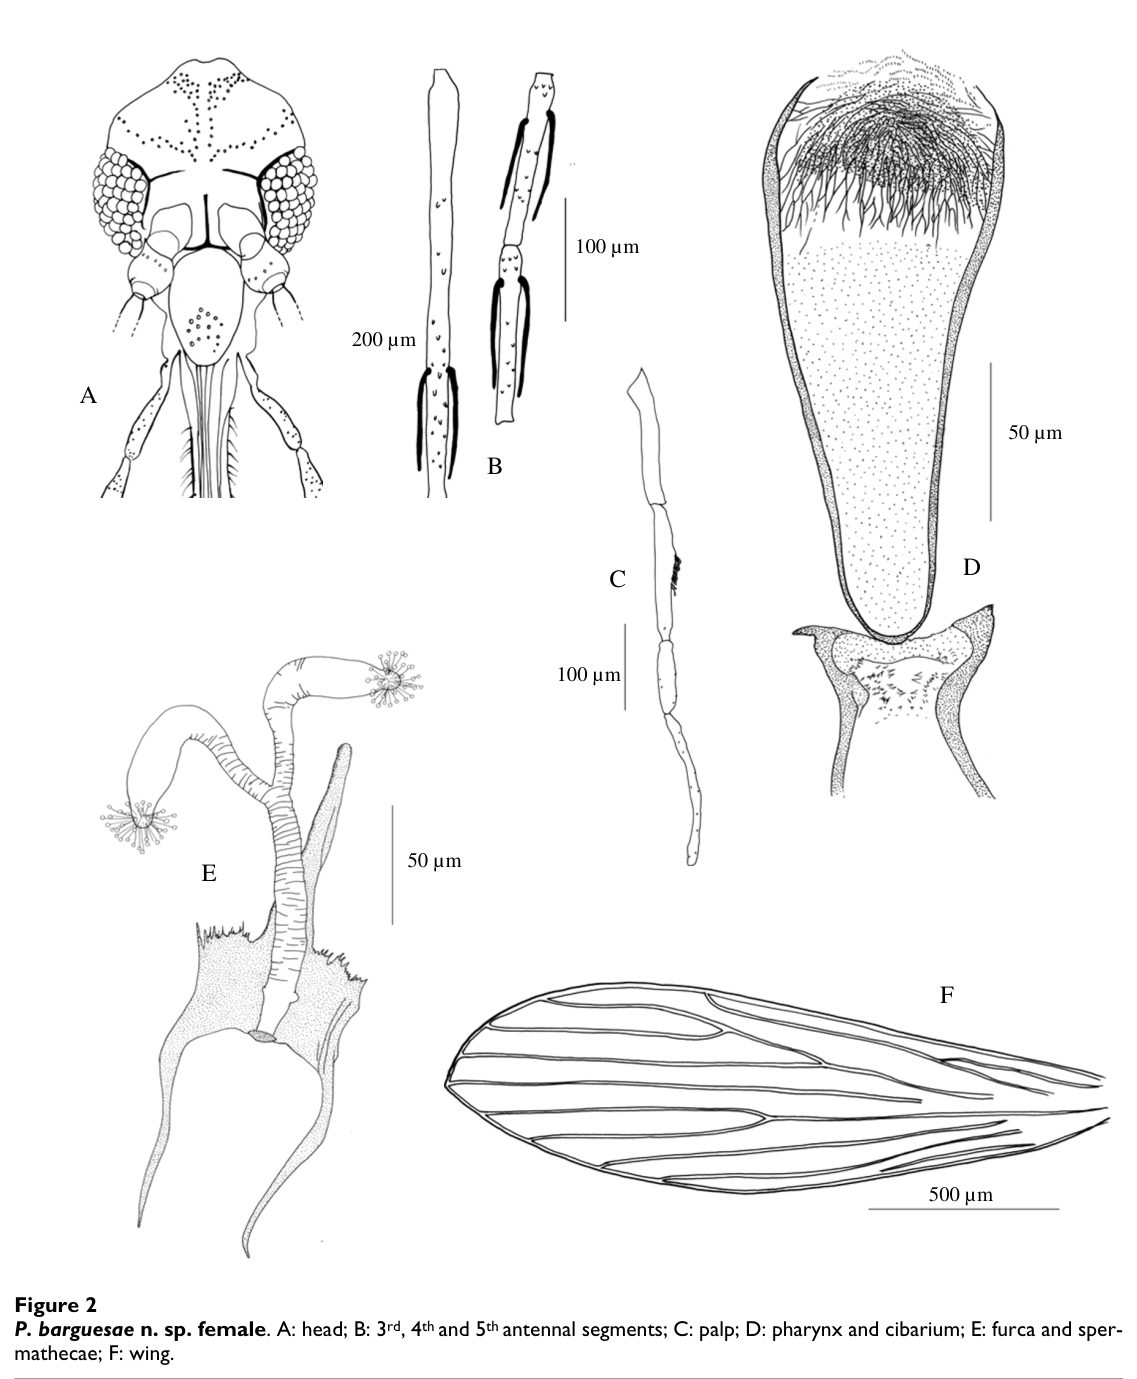 A
200 µm
B
100 µm
C
100 µm
50 µm
D
E
50 µm
F
500 µm
Figure 2
P. barguesae n. sp. female. A: head; B: 3rd, 4th and 5th antennal segments; C: palp; D: pharynx and cibarium; E: furca and sper-
mathecae; F: wing.